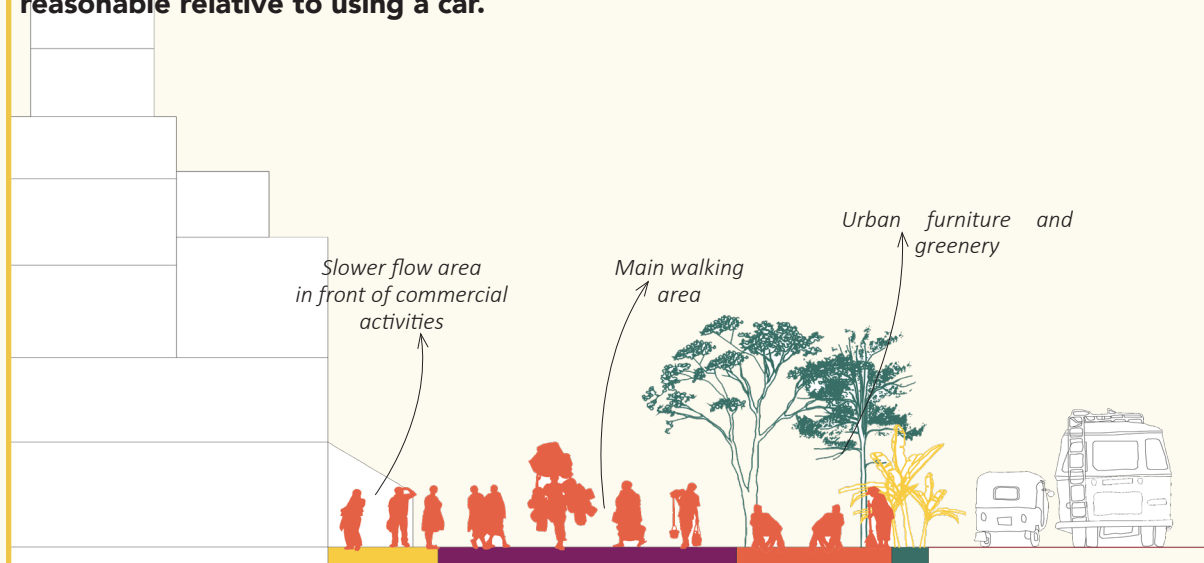 reasonable relative to using a car.
Urban furniture and
greenery
Slower flow area
in front of commercial
activities
Main walking
area